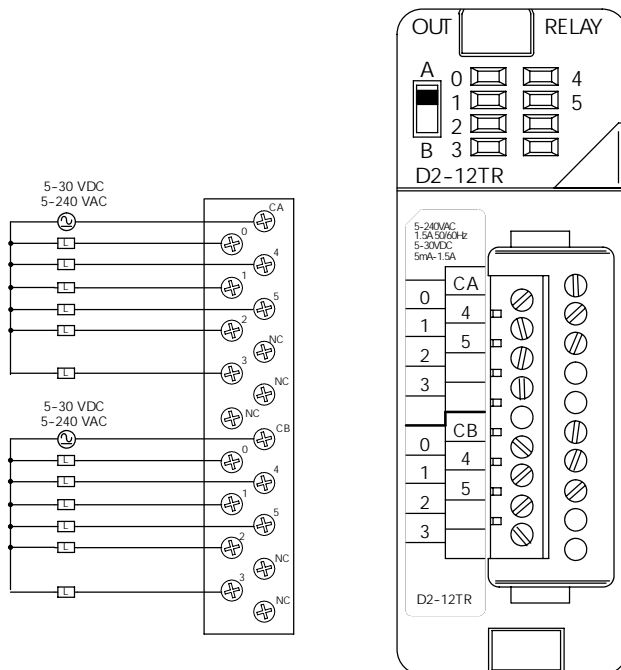 5-30 VDC
5-240 VAC
CA
0
L
4
L
1
L
5
L
2
L
NC
3
L
NC
NC
5-30 VDC
5-240 VAC
CB
0
L
4
L
1
L
5
L
2
L
NC
3
L
NC
OUT RELAY
A
0 4
1 5
2
B 3
D2-12TR
5-240VAC
1.5A 50/60Hz
5-30VDC
5mA-1.5A
CA
0
4
1
5
2
3
CB
0
4
1
5
2
3
D2-12TR